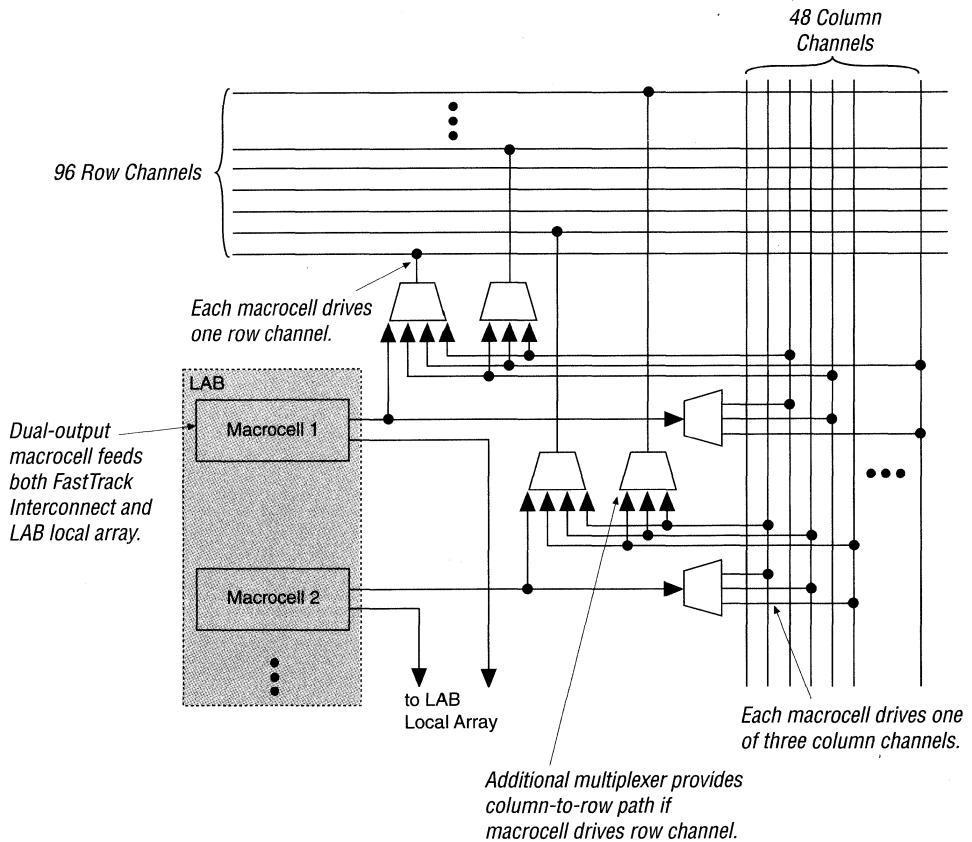 48 Column
Channels
96 Row Channels
Each macrocell drives
one row channel.
LAB
Macrocell 1
Dual-output
macrocell feeds
both FastTrack
Interconnect and
LAB local array.
Macrocell 2
to LAB
Local Array
Each macrocell drives one
of three column channels.
Additional multiplexer provides
column-to-row path if
macrocell drives row channel.